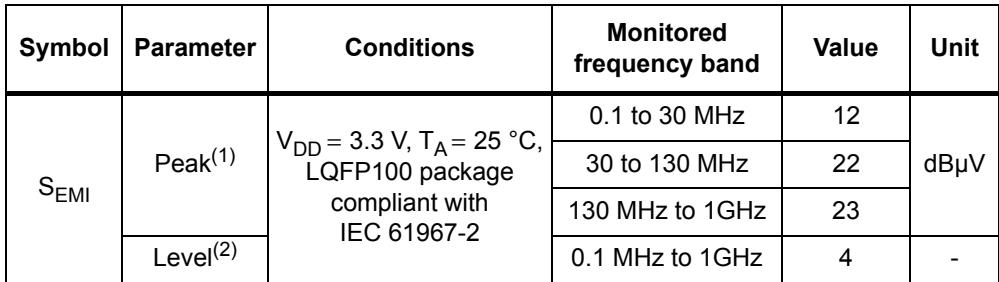 Symbol Parameter Conditions Monitored frequency band Value Unit
S_EMI Peak(1) V_DD = 3.3 V, T_A = 25 °C, LQFP100 package compliant with IEC 61967-2 0.1 to 30 MHz 12 dBµV
30 to 130 MHz 22
130 MHz to 1GHz 23
Level(2) 0.1 MHz to 1GHz 4 -